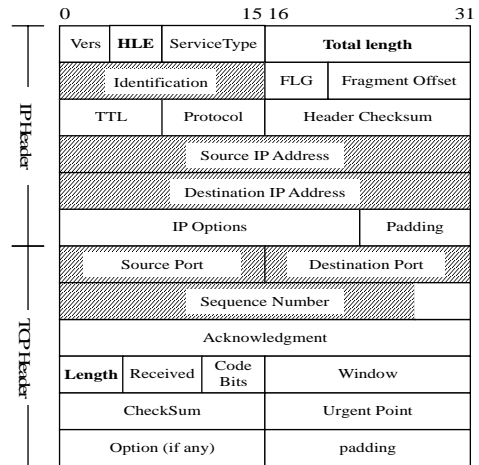 0 15 16 31
Vers HLE ServiceType Total length
Identification FLG Fragment Offset
TTL Protocol Header Checksum
Source IP Address
Destination IP Address
IP Options Padding
IP Header
Source Port Destination Port
Sequence Number
Acknowledgment
Length Received Code Bits Window
CheckSum Urgent Point
Option (if any) padding
TCP Header